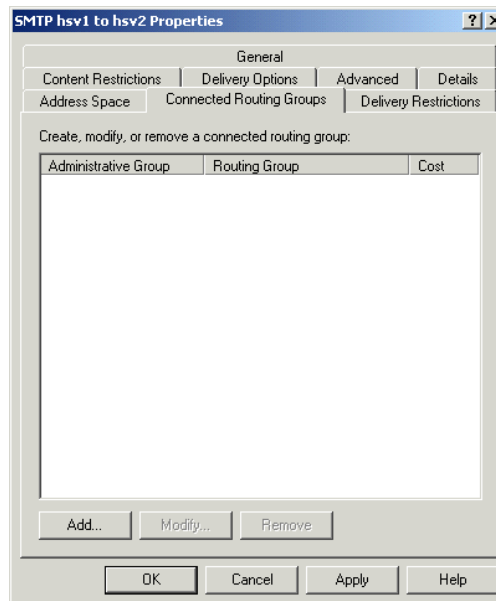 SMTP hsv1 to hsv2 Properties
General
Content Restrictions Delivery Options Advanced Details
Address Space Connected Routing Groups Delivery Restrictions
Create, modify, or remove a connected routing group:
Administrative Group Routing Group Cost
Add... Modify... Remove
OK Cancel Apply Help